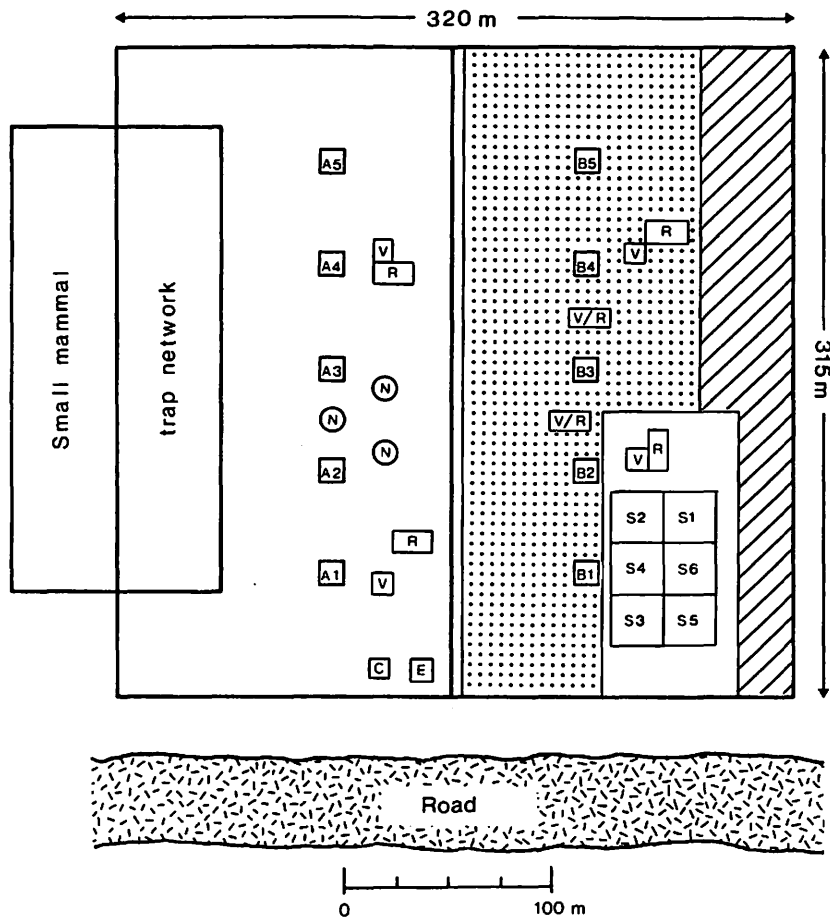 320 m
A5
B5
V
R
R
V
A4
B4
V/R
A3
B3
N
N
V/R
N
A2
B2
V
R
S2
S1
R
S4
S6
A1
V
B1
S3
S5
C
E
Small mammal
trap network
315 m
Road
0
100 m